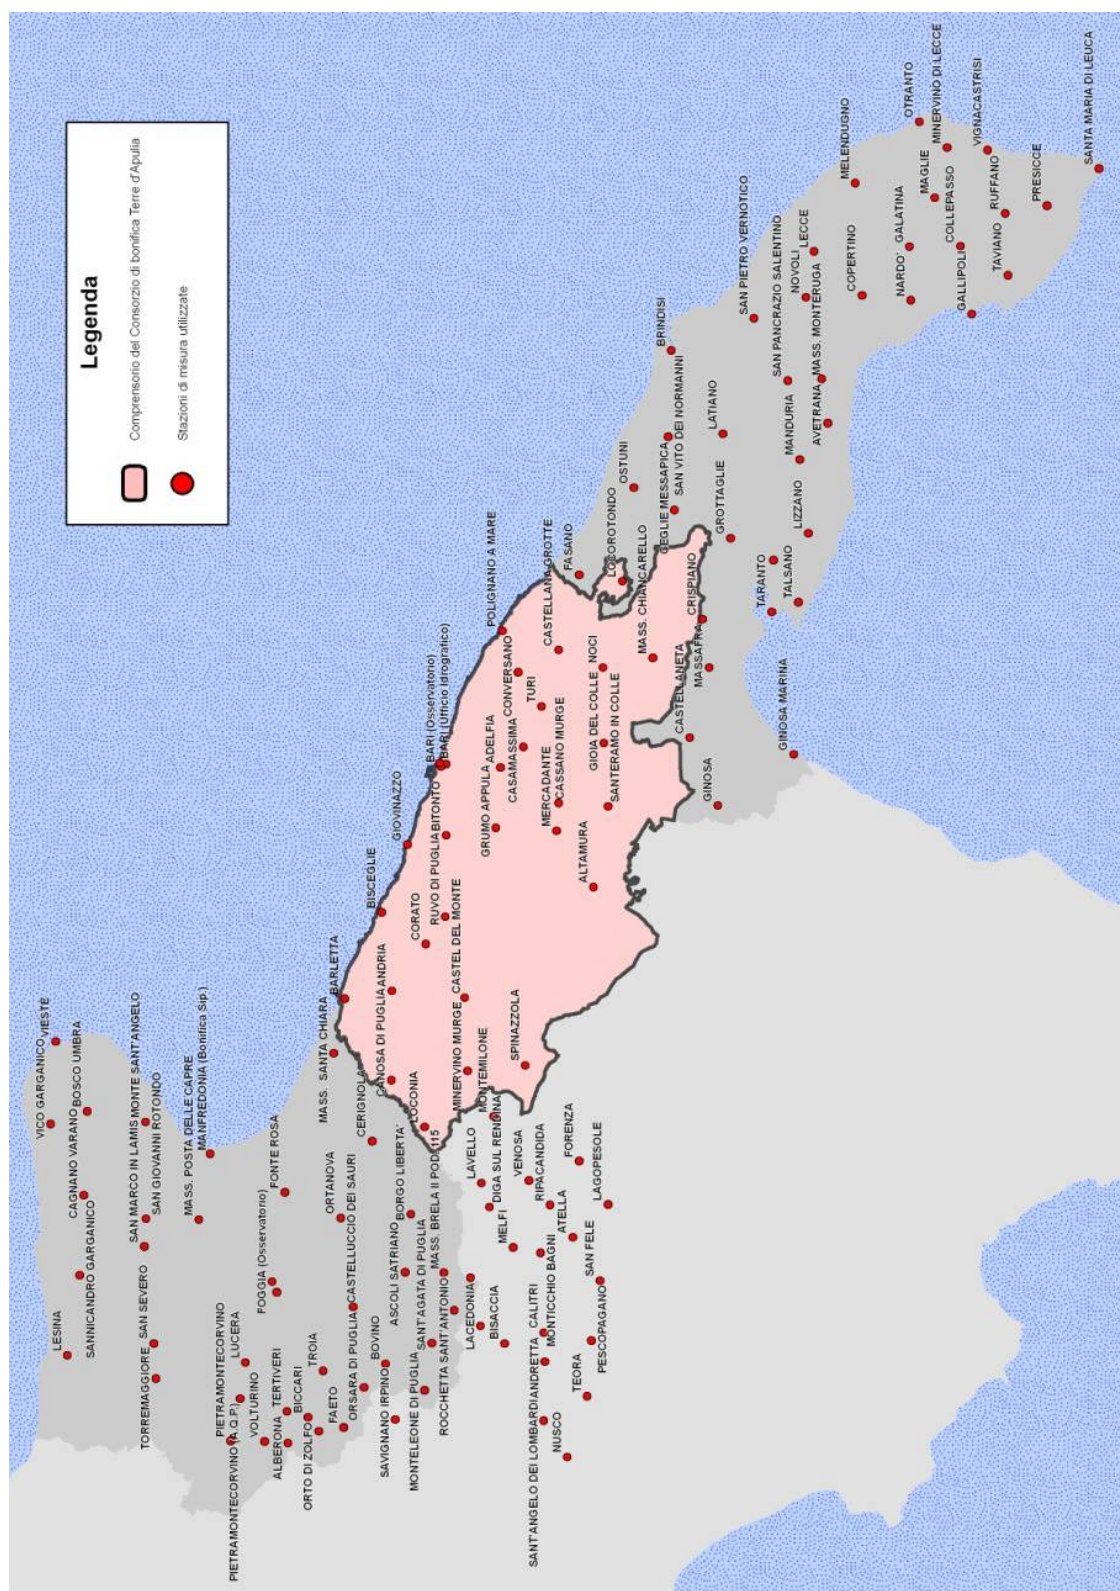 Legenda
Comprensorio del Consorzio di bonifica Terre d'Apulia
Stazioni di misura utilizzate
LESINA
SANNICANDRO GARGANICO
CAGNANO VARANO
VICO GARGANICO
BOSCO UMBRA
VIESTE
TORREMAGGIORE
SAN SEVERO
SAN MARCO IN LAMIS
SAN GIOVANNI ROTONDO
MONTE SANT'ANGELO
MASS. POSTA DELLE CAPRE
MANFREDONIA (Bonifica Sip.)
PIETRAMONTECORVINO
PIETRAMONTECORVINO (A.Q.P.)
LUCERA
VOLTURINO
FOGGIA (Osservatorio)
FONTE ROSA
ALBERONA
TERTIVERI
BICCARI
ORTO DI ZOLFO
TROIA
FAETO
ORTANOVA
CASTELLUCCIO DEI SAURI
ORSARA DI PUGLIA
BOVINO
CERIGNOLA
MASS. SANTA CHIARA
BARLETTA
SAVIGNANO IRPINO
ASCOLI SATRIANO
BORGO LIBERTA'
MONTELEONE DI PUGLIA
SANT'AGATA DI PUGLIA
ROCCHETTA SANT'ANTONIO
MASS. BRELA II POD. 115
LOCONIA
CANOSA DI PUGLIA
ANDRIA
BISCEGLIE
CORATO
GIOVINAZZO
RUVO DI PUGLIA
BITONTO
BARI (Osservatorio)
BARI (Ufficio Idrografico)
MINERVINO MURGE
CASTEL DEL MONTE
MONTEMILONE
SPINAZZOLA
LACEDONIA
BISACCIA
LAVELLO
DIGA SUL RENDINA
MELFI
VENOSA
RIPACANDIDA
ATELLA
FORENZA
LAGOPESOLE
SANT'ANGELO DEI LOMBARDI
ANDRETTA
CALITRI
MONTICCHIO BAGNI
NUSCO
TEORA
PESCOPAGANO
SAN FELE
GRUMO APPULA
ADELFIA
CASAMASSIMA
CONVERSANO
POLIGNANO A MARE
TURI
CASTELLANA GROTTE
MERCADANTE
CASSANO MURGE
ALTAMURA
SANTERAMO IN COLLE
GIOIA DEL COLLE
NOCI
FASANO
LOCOROTONDO
MASS. CHIANCARELLO
OSTUNI
CEGLIE MESSAPICA
SAN VITO DEI NORMANNI
BRINDISI
CASTELLANETA
MASSAFRA
CRISPIANO
GINOSA
GINOSA MARINA
GROTTAGLIE
LATIANO
TARANTO
TALSANO
LIZZANO
MANDURIA
AVETRANA
MASS. MONTERUGA
SAN PANCRAZIO SALENTINO
SAN PIETRO VERNOTICO
NOVOLI
LECCE
COPERTINO
MELENDUGNO
NARDO'
GALATINA
GALLIPOLI
COLLEPASSO
MAGLIE
OTRANTO
MINERVINO DI LECCE
VIGNACASTRISI
TAVIANO
RUFFANO
PRESICCE
SANTA MARIA DI LEUCA